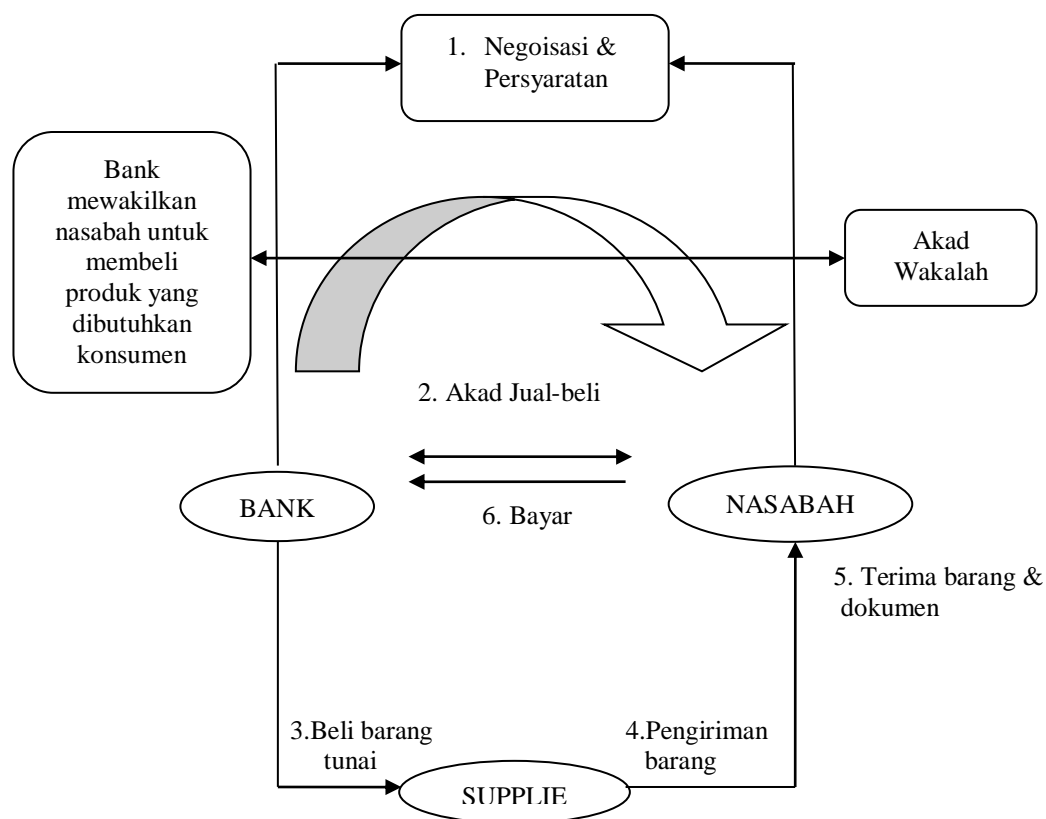 1. Negoisasi &
Persyaratan
Bank
mewakilkan
nasabah untuk
membeli
produk yang
dibutuhkan
konsumen
Akad
Wakalah
2. Akad Jual-beli
BANK
NASABAH
6. Bayar
5. Terima barang &
dokumen
3.Beli barang
tunai
4.Pengiriman
barang
SUPPLIE